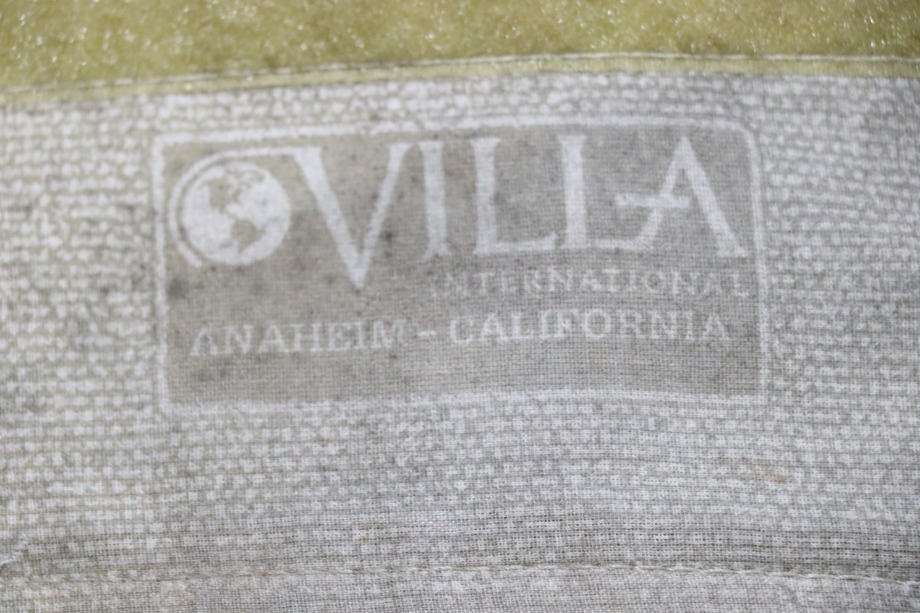 VILLA
INTERNATIONAL
ANAHEIM - CALIFORNIA